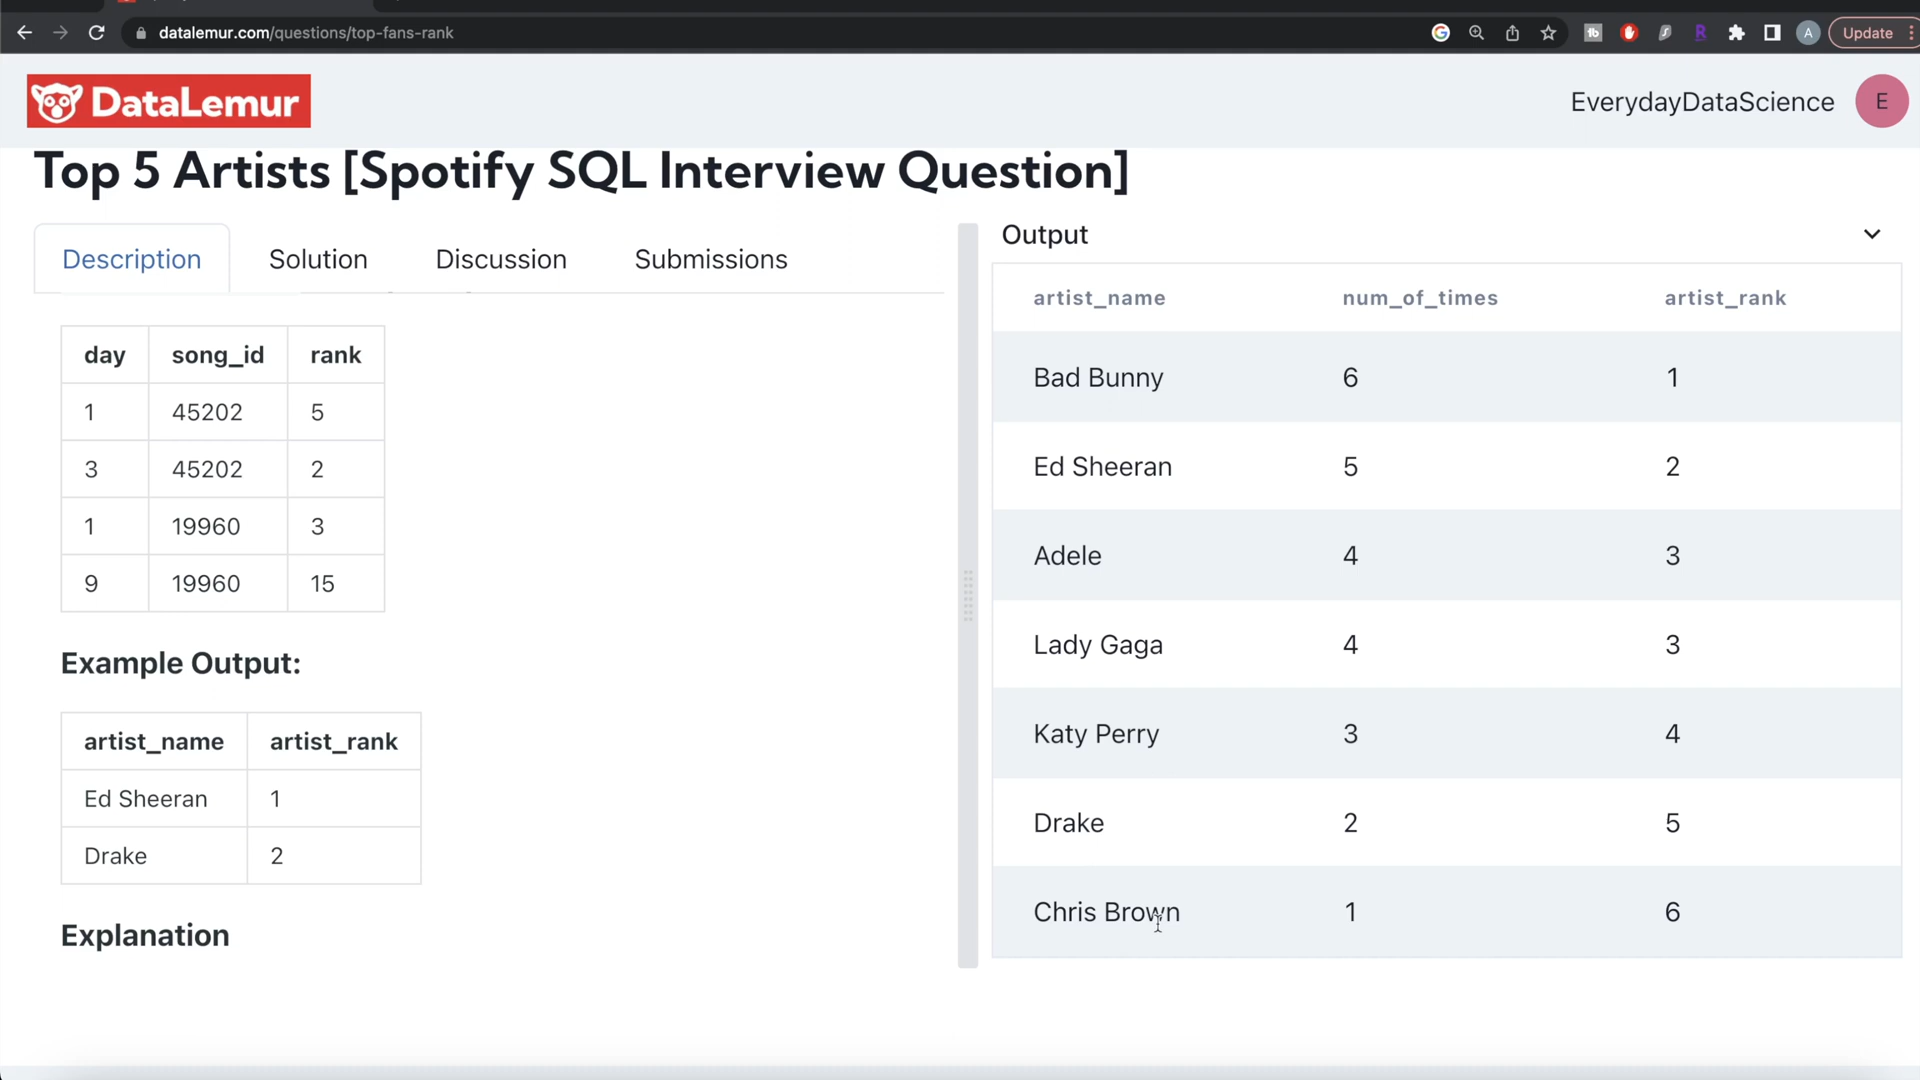 datalemur.com/questions/top-fans-rank
A
Update
DataLemur
EverydayDataScience
E
Top 5 Artists [Spotify SQL Interview Question]
Description Solution Discussion Submissions
day song_id rank
1 45202 5
3 45202 2
1 19960 3
9 19960 15
Example Output:
artist_name artist_rank
Ed Sheeran 1
Drake 2
Explanation
Output
artist_name num_of_times artist_rank
Bad Bunny 6 1
Ed Sheeran 5 2
Adele 4 3
Lady Gaga 4 3
Katy Perry 3 4
Drake 2 5
Chris Brown 1 6